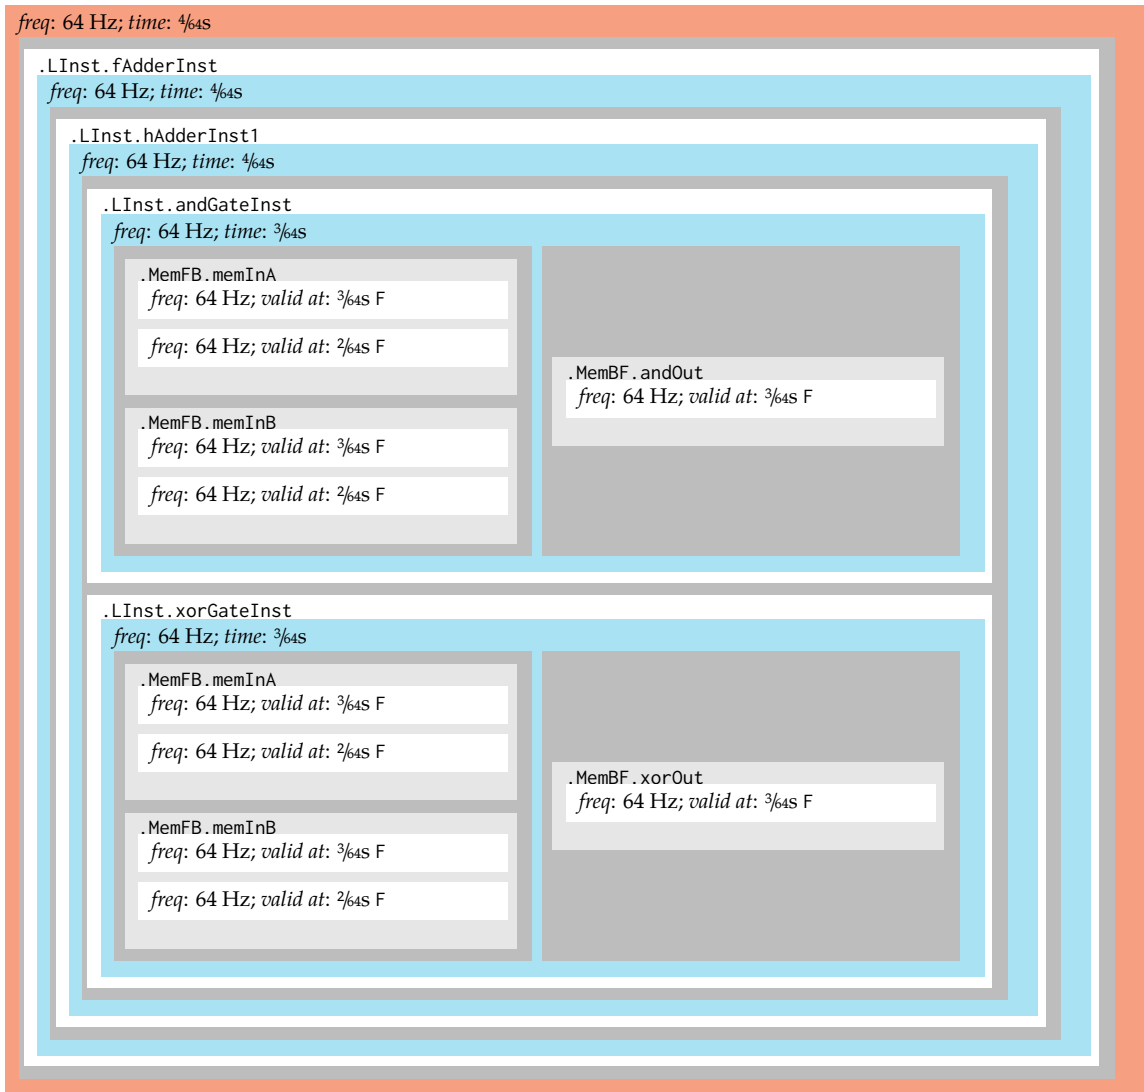 freq: 64 Hz; time: 4/64s
.LInst.fAdderInst
freq: 64 Hz; time: 4/64s
.LInst.hAdderInst1
freq: 64 Hz; time: 4/64s
.LInst.andGateInst
freq: 64 Hz; time: 3/64s
.MemFB.memInA
freq: 64 Hz; valid at: 3/64s F
freq: 64 Hz; valid at: 2/64s F
.MemFB.memInB
freq: 64 Hz; valid at: 3/64s F
freq: 64 Hz; valid at: 2/64s F
.MemBF.andOut
freq: 64 Hz; valid at: 3/64s F
.LInst.xorGateInst
freq: 64 Hz; time: 3/64s
.MemFB.memInA
freq: 64 Hz; valid at: 3/64s F
freq: 64 Hz; valid at: 2/64s F
.MemFB.memInB
freq: 64 Hz; valid at: 3/64s F
freq: 64 Hz; valid at: 2/64s F
.MemBF.xorOut
freq: 64 Hz; valid at: 3/64s F